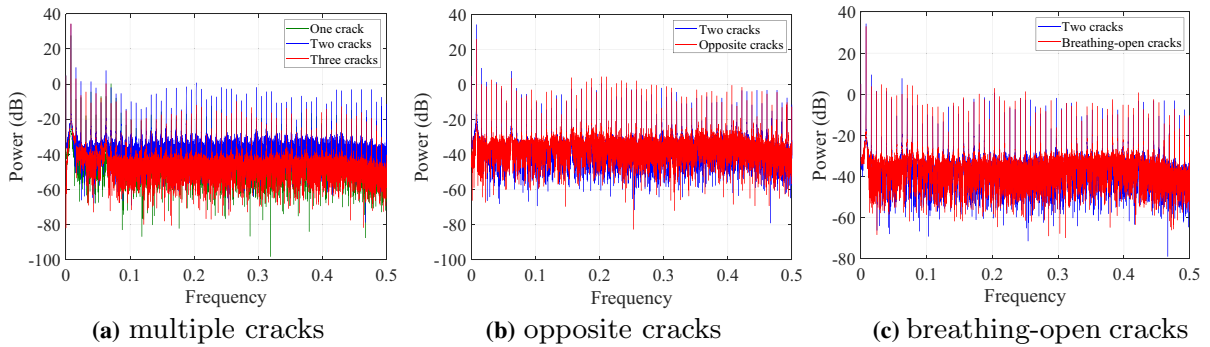 40
20
0
-20
-40
-60
-80
-100
Power (dB)
0 0.1 0.2 0.3 0.4 0.5
Frequency
One crack
Two cracks
Three cracks
(a) multiple cracks
40
20
0
-20
-40
-60
-80
-100
Power (dB)
0 0.1 0.2 0.3 0.4 0.5
Frequency
Two cracks
Opposite cracks
(b) opposite cracks
40
20
0
-20
-40
-60
-80
Power (dB)
0 0.1 0.2 0.3 0.4 0.5
Frequency
Two cracks
Breathing-open cracks
(c) breathing-open cracks